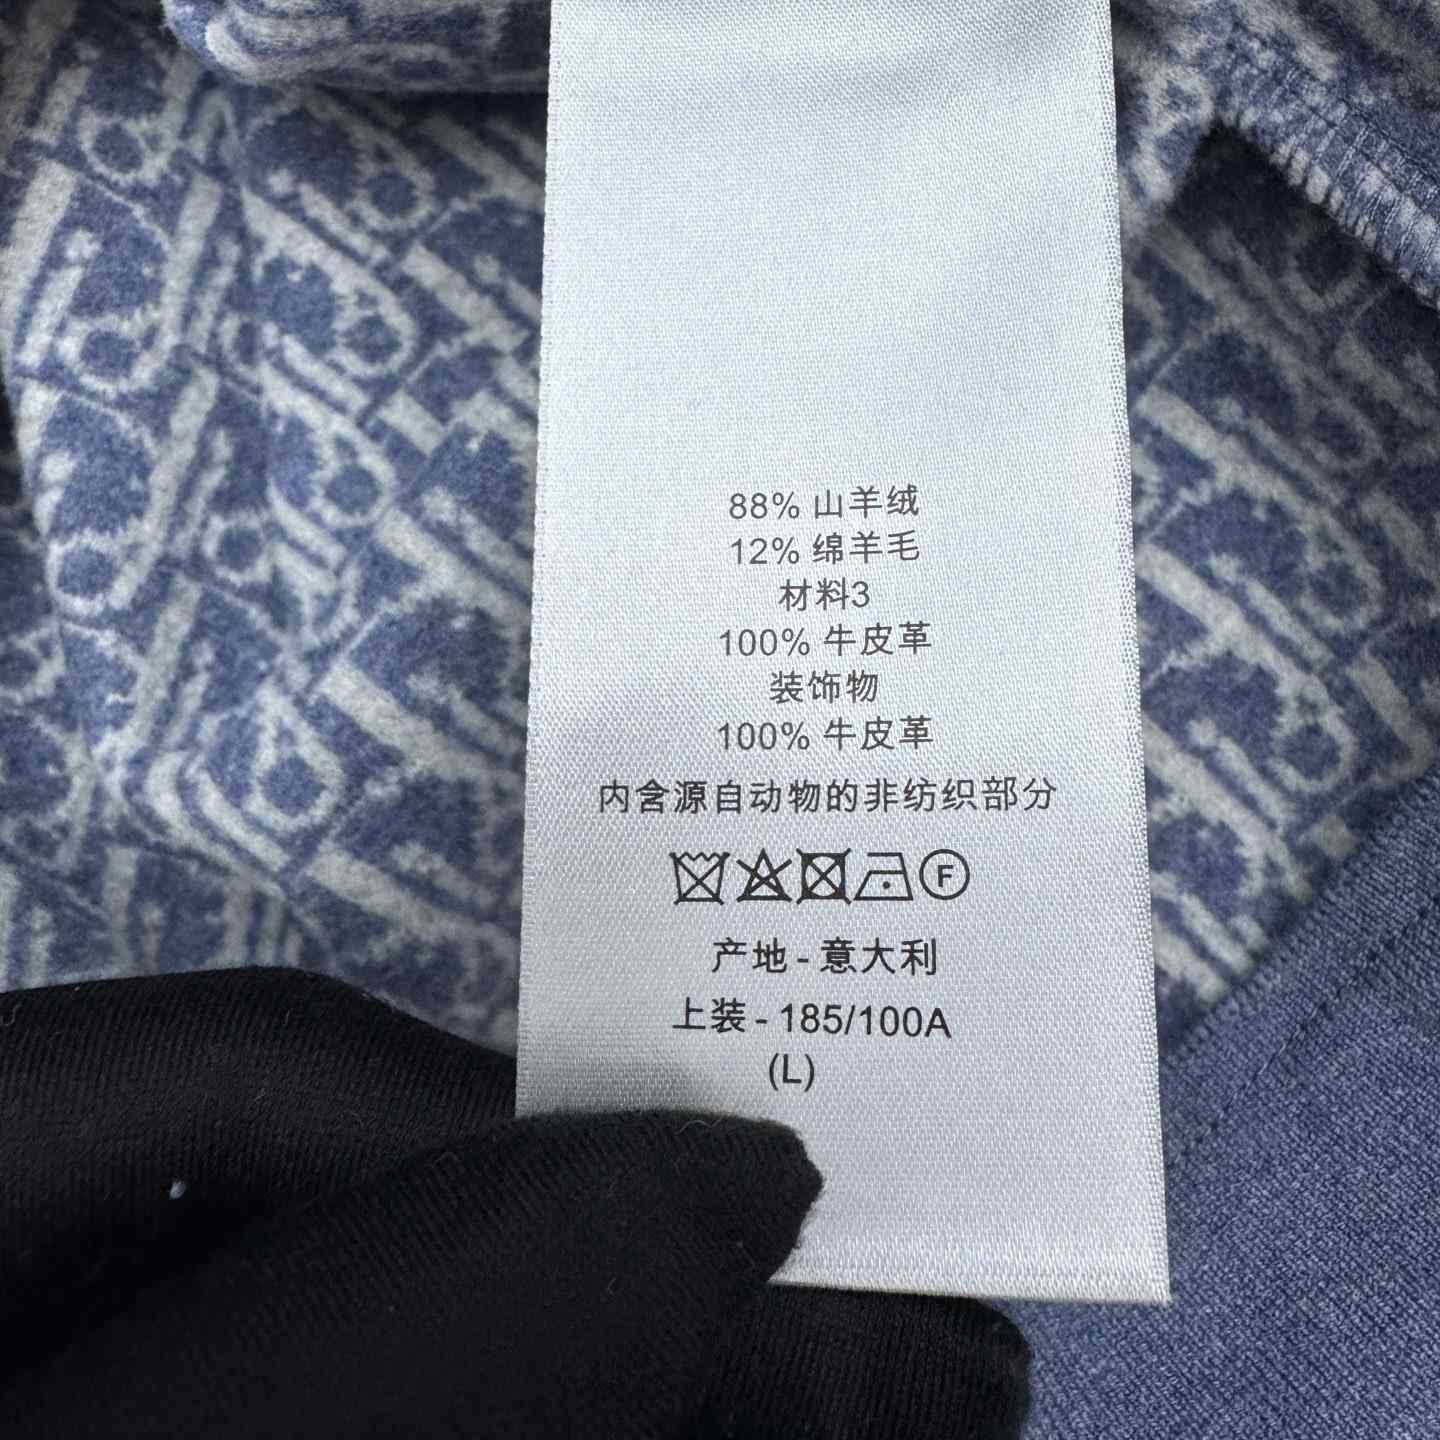 88% 山羊绒
12% 绵羊毛
材料3
100% 牛皮革
装饰物
100% 牛皮革
内含源自动物的非纺织部分
F
产地 - 意大利
上装 - 185/100A
(L)